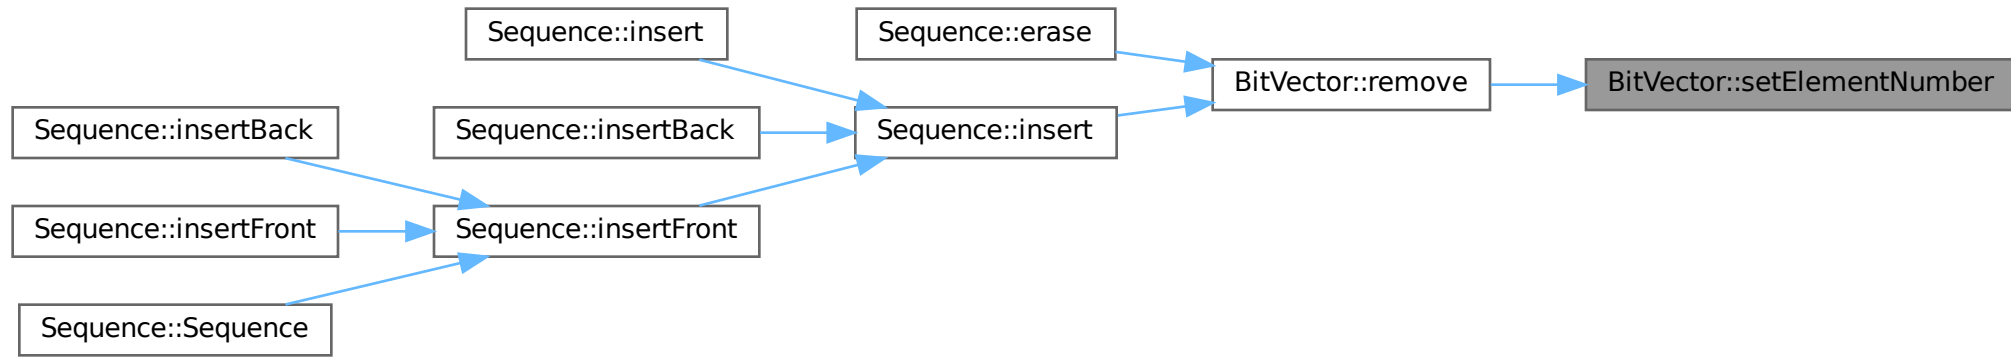 Sequence::insert
Sequence::erase
BitVector::remove
BitVector::setElementNumber
Sequence::insertBack
Sequence::insertBack
Sequence::insert
Sequence::insertFront
Sequence::insertFront
Sequence::Sequence